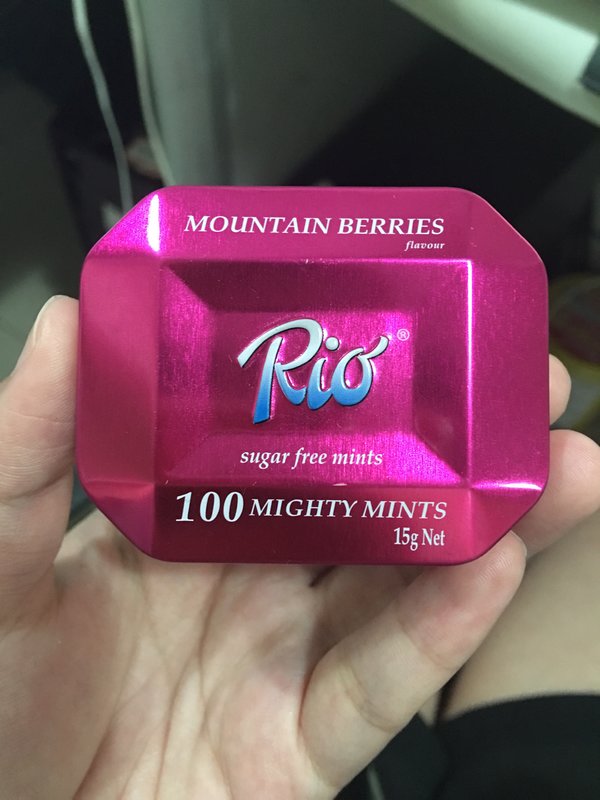 MOUNTAIN BERRIES
flavour
Rio®
sugar free mints
100 MIGHTY MINTS
15g Net